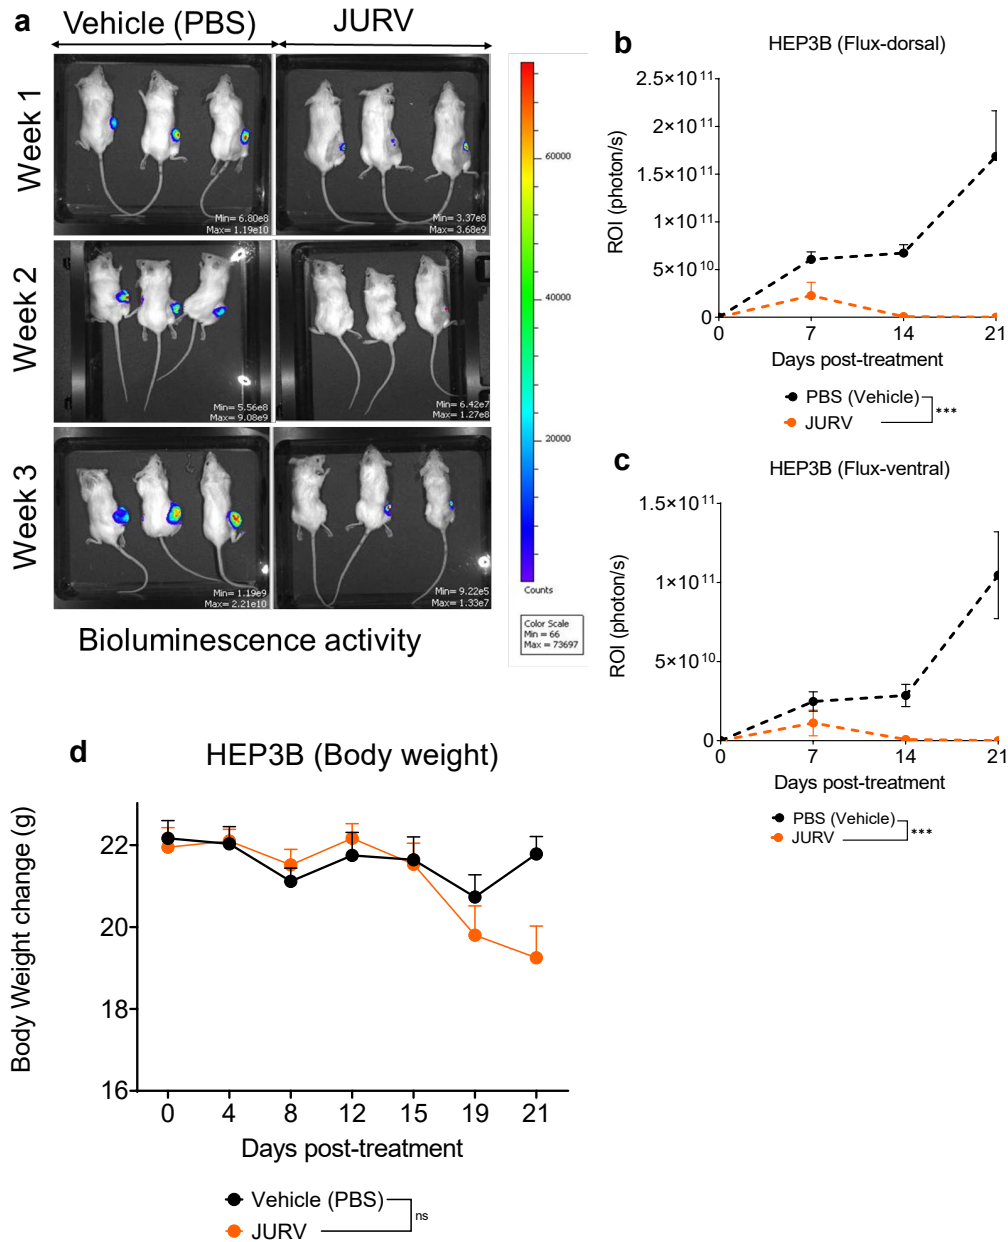 a
Vehicle (PBS)
JURV
Week 1
Min= 6.80e8
Max= 1.19e10
Min= 3.37e8
Max= 3.68e9
Week 2
Min= 5.56e8
Max= 9.08e9
Min= 6.42e7
Max= 1.27e8
Week 3
Min= 1.19e9
Max= 2.21e10
Min= 9.22e5
Max= 1.33e7
60000
40000
20000
Counts
Color Scale
Min = 66
Max = 73697
Bioluminescence activity
b
HEP3B (Flux-dorsal)
ROI (photon/s)
2.5×10¹¹
2×10¹¹
1.5×10¹¹
1×10¹¹
5×10¹⁰
0
0 7 14 21
Days post-treatment
PBS (Vehicle)
JURV
***
c
HEP3B (Flux-ventral)
ROI (photon/s)
1.5×10¹¹
1×10¹¹
5×10¹⁰
0
0 7 14 21
Days post-treatment
PBS (Vehicle)
JURV
***
d
HEP3B (Body weight)
Body Weight change (g)
22
20
18
16
0 4 8 12 15 19 21
Days post-treatment
Vehicle (PBS)
JURV
ns